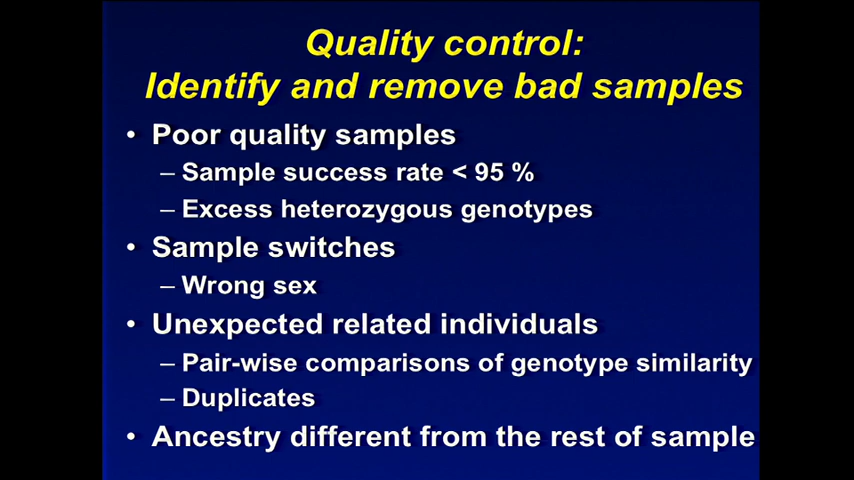 Quality control:
Identify and remove bad samples
• Poor quality samples
– Sample success rate < 95 %
– Excess heterozygous genotypes
• Sample switches
– Wrong sex
• Unexpected related individuals
– Pair-wise comparisons of genotype similarity
– Duplicates
• Ancestry different from the rest of sample